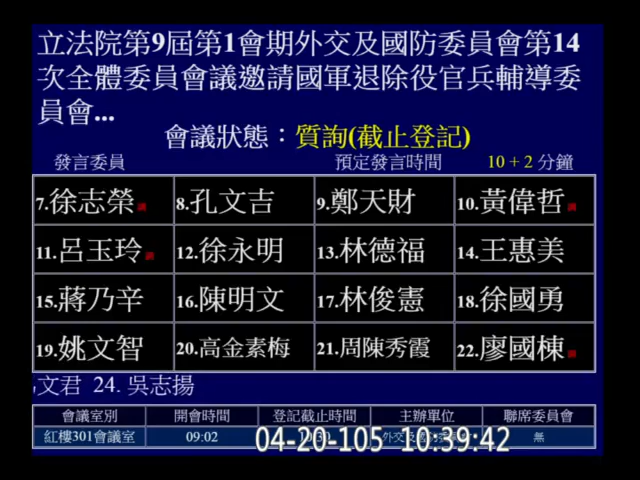 立法院第9屆第1會期外交及國防委員會第14
次全體委員會議邀請國軍退除役官兵輔導委
員會...
會議狀態：質詢(截止登記)
發言委員 預定發言時間 10 + 2 分鐘
7.徐志榮 8.孔文吉 9.鄭天財 10.黃偉哲
11.呂玉玲 12.徐永明 13.林德福 14.王惠美
15.蔣乃辛 16.陳明文 17.林俊憲 18.徐國勇
19.姚文智 20.高金素梅 21.周陳秀霞 22.廖國棟
文君 24. 吳志揚
會議室別 開會時間 登記截止時間 主辦單位 聯席委員會
紅樓301會議室 09:02 無
04-20-105 10:39:42